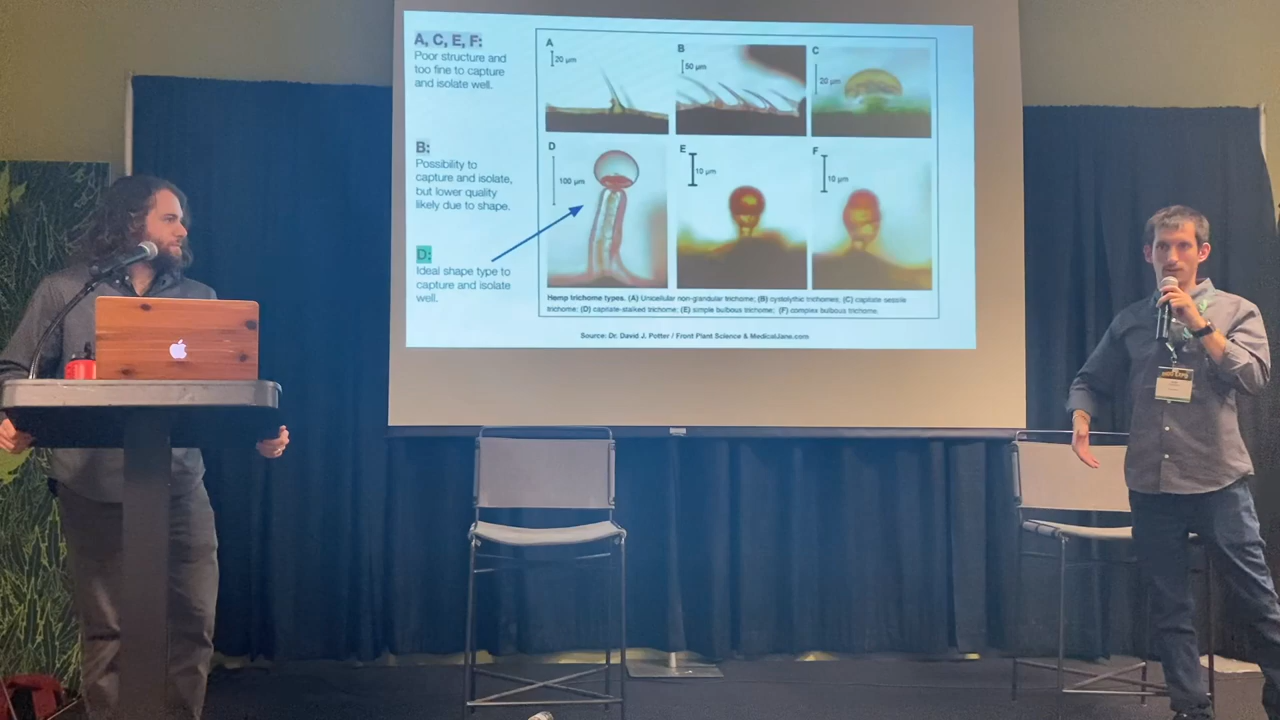 A, C, E, F:
Poor structure and
too fine to capture
and isolate well.
B:
Possibility to
capture and isolate,
but lower quality
likely due to shape.
D:
Ideal shape type to
capture and isolate
well.
A
20 µm
B
50 µm
C
20 µm
D
100 µm
E
10 µm
F
10 µm
Hemp trichome types. (A) Unicellular non-glandular trichome; (B) cystolythic trichomes; (C) capitate sessile
trichome; (D) capitate-stalked trichome; (E) simple bulbous trichome; (F) complex bulbous trichome.
Source: Dr. David J. Potter / Front Plant Science & MedicalJane.com